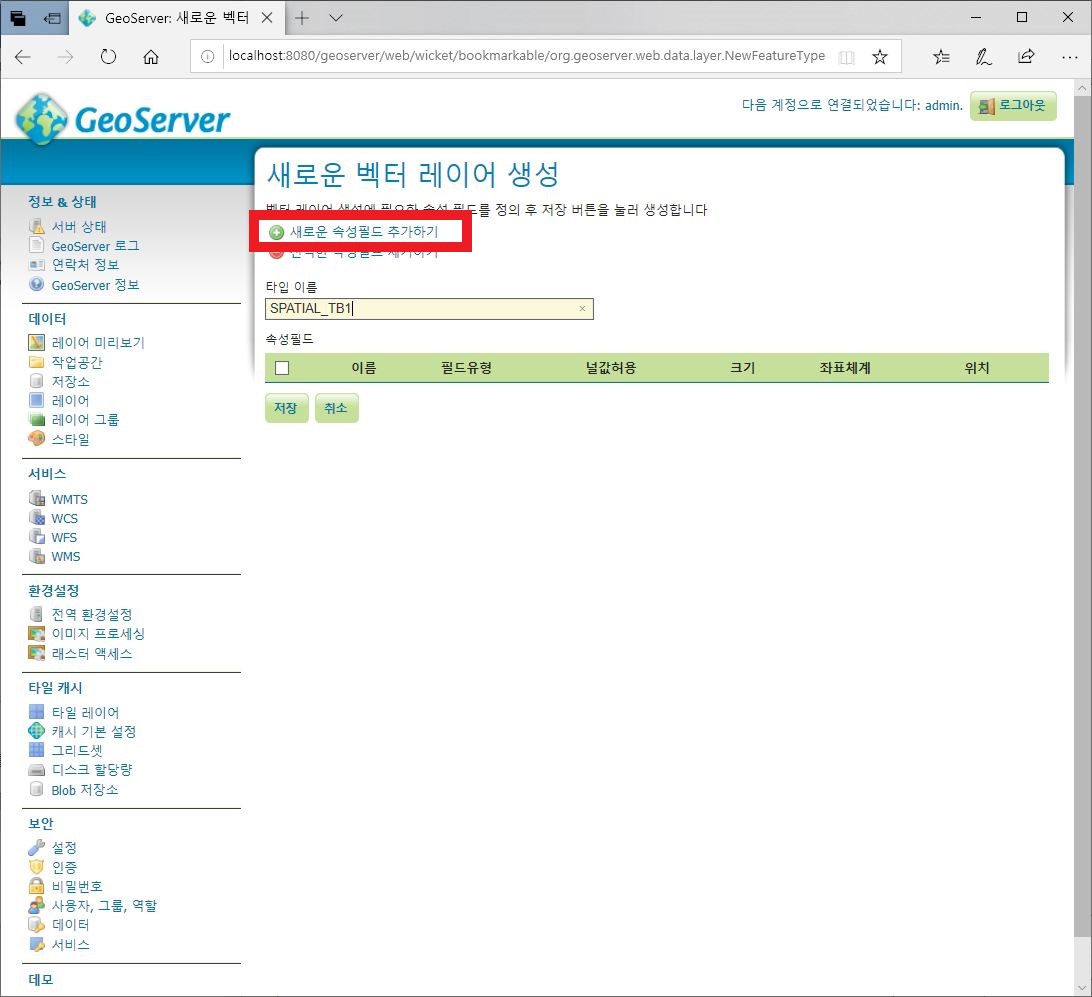 GeoServer: 새로운 벡터
localhost:8080/geoserver/web/wicket/bookmarkable/org.geoserver.web.data.layer.NewFeatureType
GeoServer
다음 계정으로 연결되었습니다: admin.
로그아웃
정보 & 상태
서버 상태
GeoServer 로그
연락처 정보
GeoServer 정보
데이터
레이어 미리보기
작업공간
저장소
레이어
레이어 그룹
스타일
서비스
WMTS
WCS
WFS
WMS
환경설정
전역 환경설정
이미지 프로세싱
래스터 액세스
타일 캐시
타일 레이어
캐시 기본 설정
그리드셋
디스크 할당량
Blob 저장소
보안
설정
인증
비밀번호
사용자, 그룹, 역할
데이터
서비스
데모
새로운 벡터 레이어 생성
벡터 레이어 생성에 필요한 속성 필드를 정의 후 저장 버튼을 눌러 생성합니다
새로운 속성필드 추가하기
선택한 속성필드 제거하기
타입 이름
SPATIAL_TB1
속성필드
이름 필드유형 널값허용 크기 좌표체계 위치
저장 취소